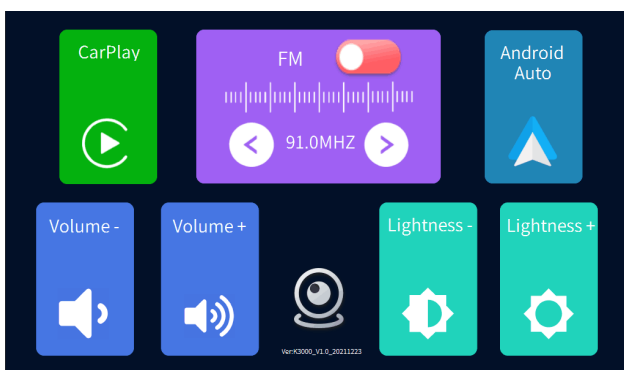 CarPlay
FM
Android
Auto
91.0MHZ
Volume -
Volume +
Lightness -
Lightness +
Ver:K3000_V1.0_20211223